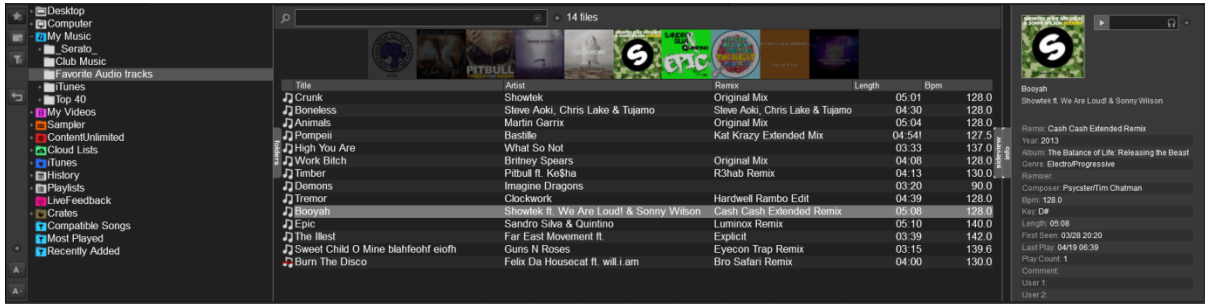 Desktop
Computer
My Music
_Serato_
Club Music
Favorite Audio tracks
iTunes
Top 40
My Videos
Sampler
ContentUnlimited
Cloud Lists
iTunes
History
Playlists
LiveFeedback
Crates
Compatible Songs
Most Played
Recently Added
A
A
folders
14 files
PITBULL
SANDRO SILVA
QUINTINO
EPIC
Title Artist Remix Length Bpm
Crunk Showtek Original Mix 05:01 128.0
Boneless Steve Aoki, Chris Lake & Tujamo Steve Aoki, Chris Lake & Tujamo 04:30 128.0
Animals Martin Garrix Original Mix 05:04 128.0
Pompeii Bastille Kat Krazy Extended Mix 04:54! 127.5
High You Are What So Not 03:33 137.0
Work Bitch Britney Spears Original Mix 04:08 128.0
Timber Pitbull ft. Ke$ha R3hab Remix 04:13 130.0
Demons Imagine Dragons 03:20 90.0
Tremor Clockwork Hardwell Rambo Edit 04:39 128.0
Booyah Showtek ft. We Are Loud! & Sonny Wilson Cash Cash Extended Remix 05:08 128.0
Epic Sandro Silva & Quintino Luminox Remix 05:10 140.0
The Illest Far East Movement ft. Explicit 03:39 142.0
Sweet Child O Mine blahfeohf eiofh Guns N Roses Eyecon Trap Remix 03:15 139.6
Burn The Disco Felix Da Housecat ft. will.i.am Bro Safari Remix 04:00 130.0
sideview
info
Booyah
Showtek ft. We Are Loud! & Sonny Wilson
Remix: Cash Cash Extended Remix
Year: 2013
Album: The Balance of Life: Releasing the Beast
Genre: Electro/Progressive
Remixer:
Composer: Psycster/Tim Chatman
Bpm: 128.0
Key: D#
Length: 05:08
First Seen: 03/28 20:20
Last Play: 04/19 06:39
Play Count: 1
Comment:
User 1:
User 2: